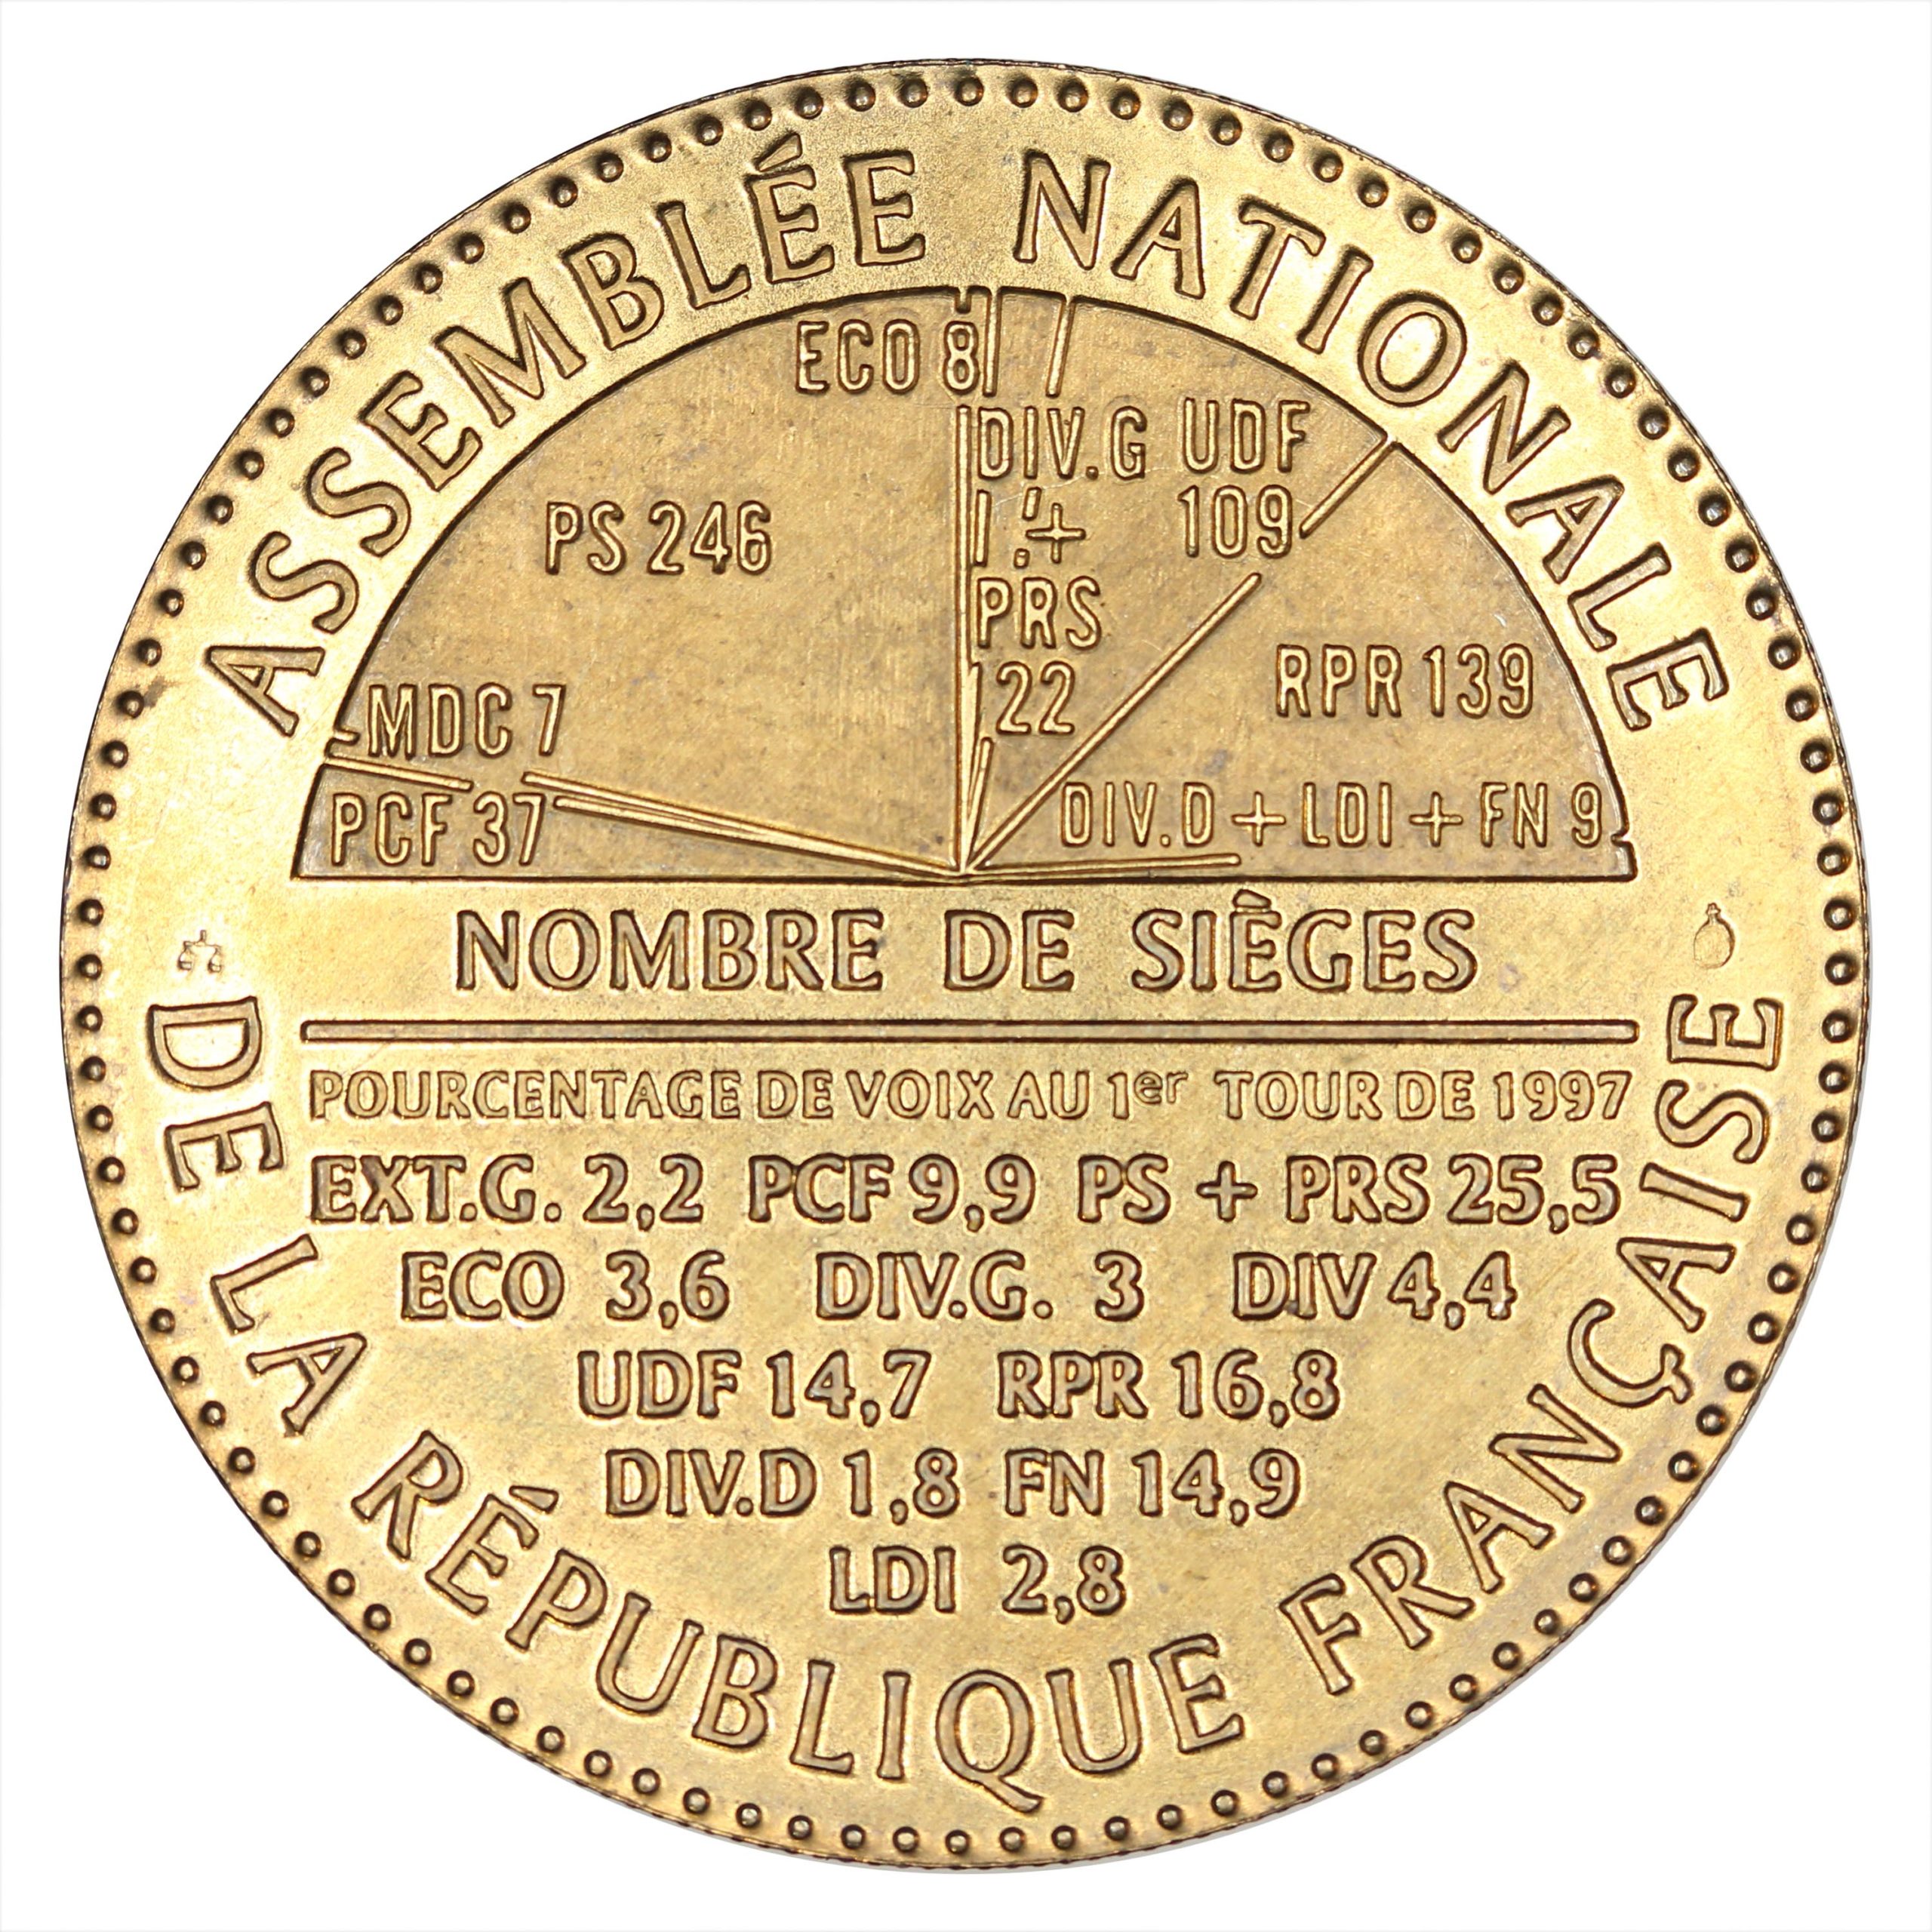 ASSEMBLÉE NATIONALE
ECO 8
DIV.G
+
PRS
22
UDF
109
PS 246
RPR 139
MDC 7
PCF 37
DIV.D + LDI + FN 9
NOMBRE DE SIÈGES
POURCENTAGE DE VOIX AU 1er TOUR DE 1997
EXT.G. 2,2 PCF 9,9 PS + PRS 25,5
ECO 3,6 DIV.G. 3 DIV 4,4
UDF 14,7 RPR 16,8
DIV.D 1,8 FN 14,9
LDI 2,8
DE LA RÉPUBLIQUE FRANÇAISE